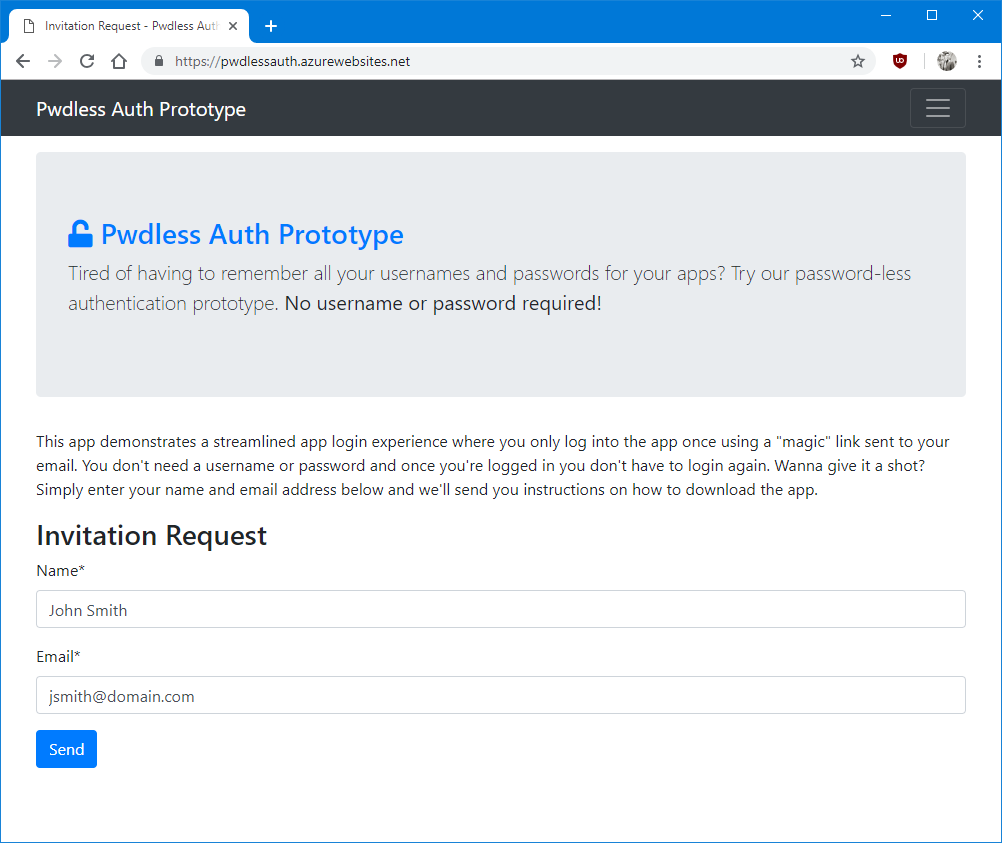 Invitation Request - Pwdless Auth
https://pwdlessauth.azurewebsites.net
Pwdless Auth Prototype
Pwdless Auth Prototype
Tired of having to remember all your usernames and passwords for your apps? Try our password-less
authentication prototype. No username or password required!
This app demonstrates a streamlined app login experience where you only log into the app once using a "magic" link sent to your
email. You don't need a username or password and once you're logged in you don't have to login again. Wanna give it a shot?
Simply enter your name and email address below and we'll send you instructions on how to download the app.
Invitation Request
Name*
John Smith
Email*
jsmith@domain.com
Send